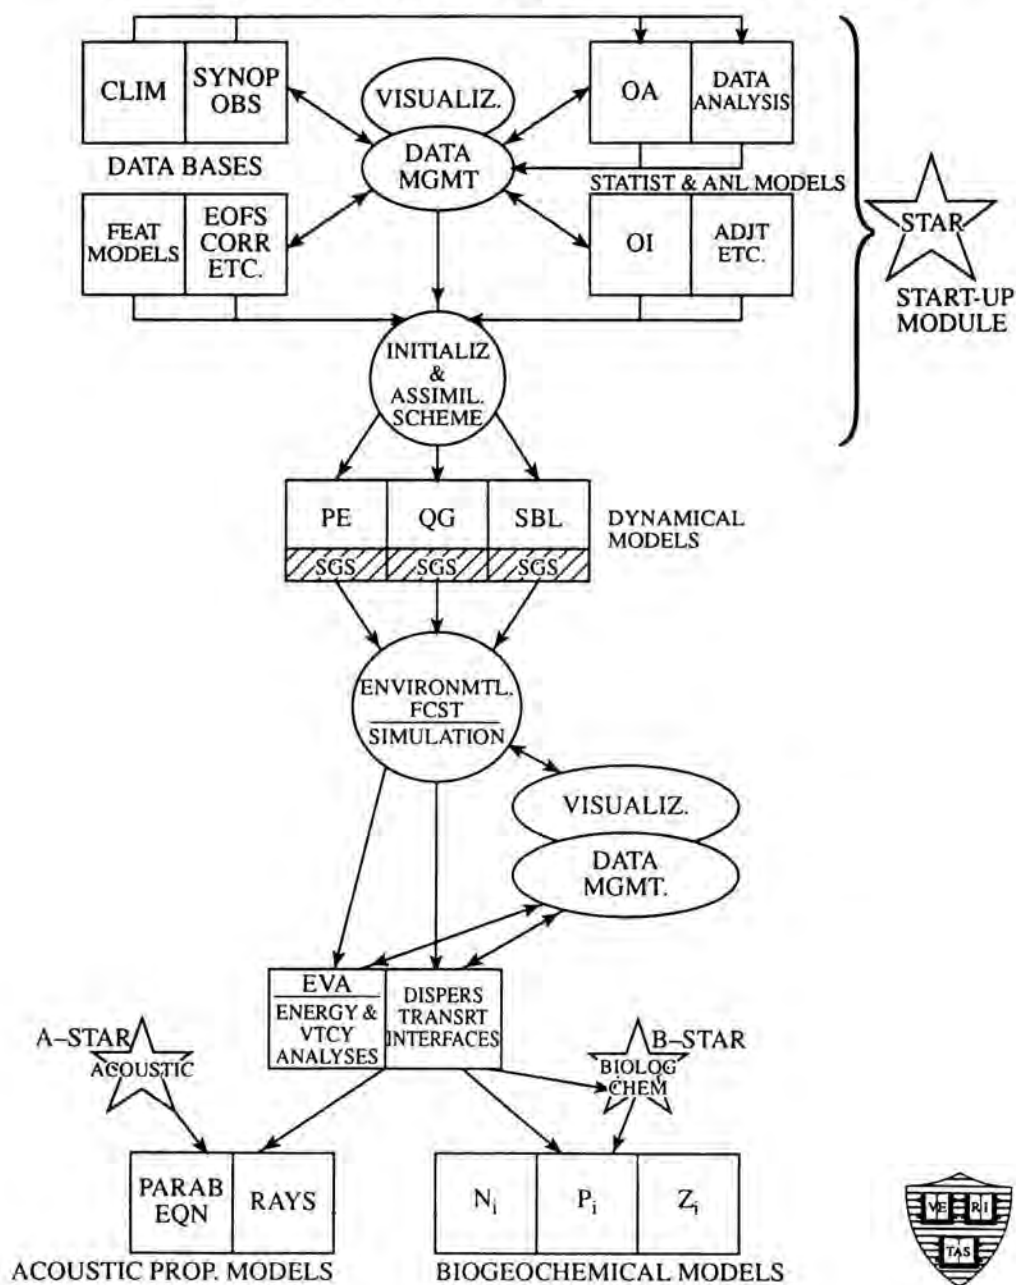 CLIM
SYNOP
OBS
VISUALIZ.
OA
DATA
ANALYSIS
DATA BASES
DATA
MGMT
STATIST & ANL MODELS
STAR
FEAT
MODELS
EOFS
CORR
ETC.
OI
ADJT
ETC.
START-UP
MODULE
INITIALIZ
&
ASSIMIL.
SCHEME
PE
QG
SBL
SGS
SGS
SGS
DYNAMICAL
MODELS
ENVIRONMTL.
FCST
SIMULATION
VISUALIZ.
DATA
MGMT.
EVA
ENERGY &
VTCY
ANALYSES
DISPERS
TRANSRT
INTERFACES
A–STAR
ACOUSTIC
B–STAR
BIOLOG
CHEM
PARAB
EQN
RAYS
Ni
Pi
Zi
VE RI
TAS
ACOUSTIC PROP. MODELS
BIOGEOCHEMICAL MODELS